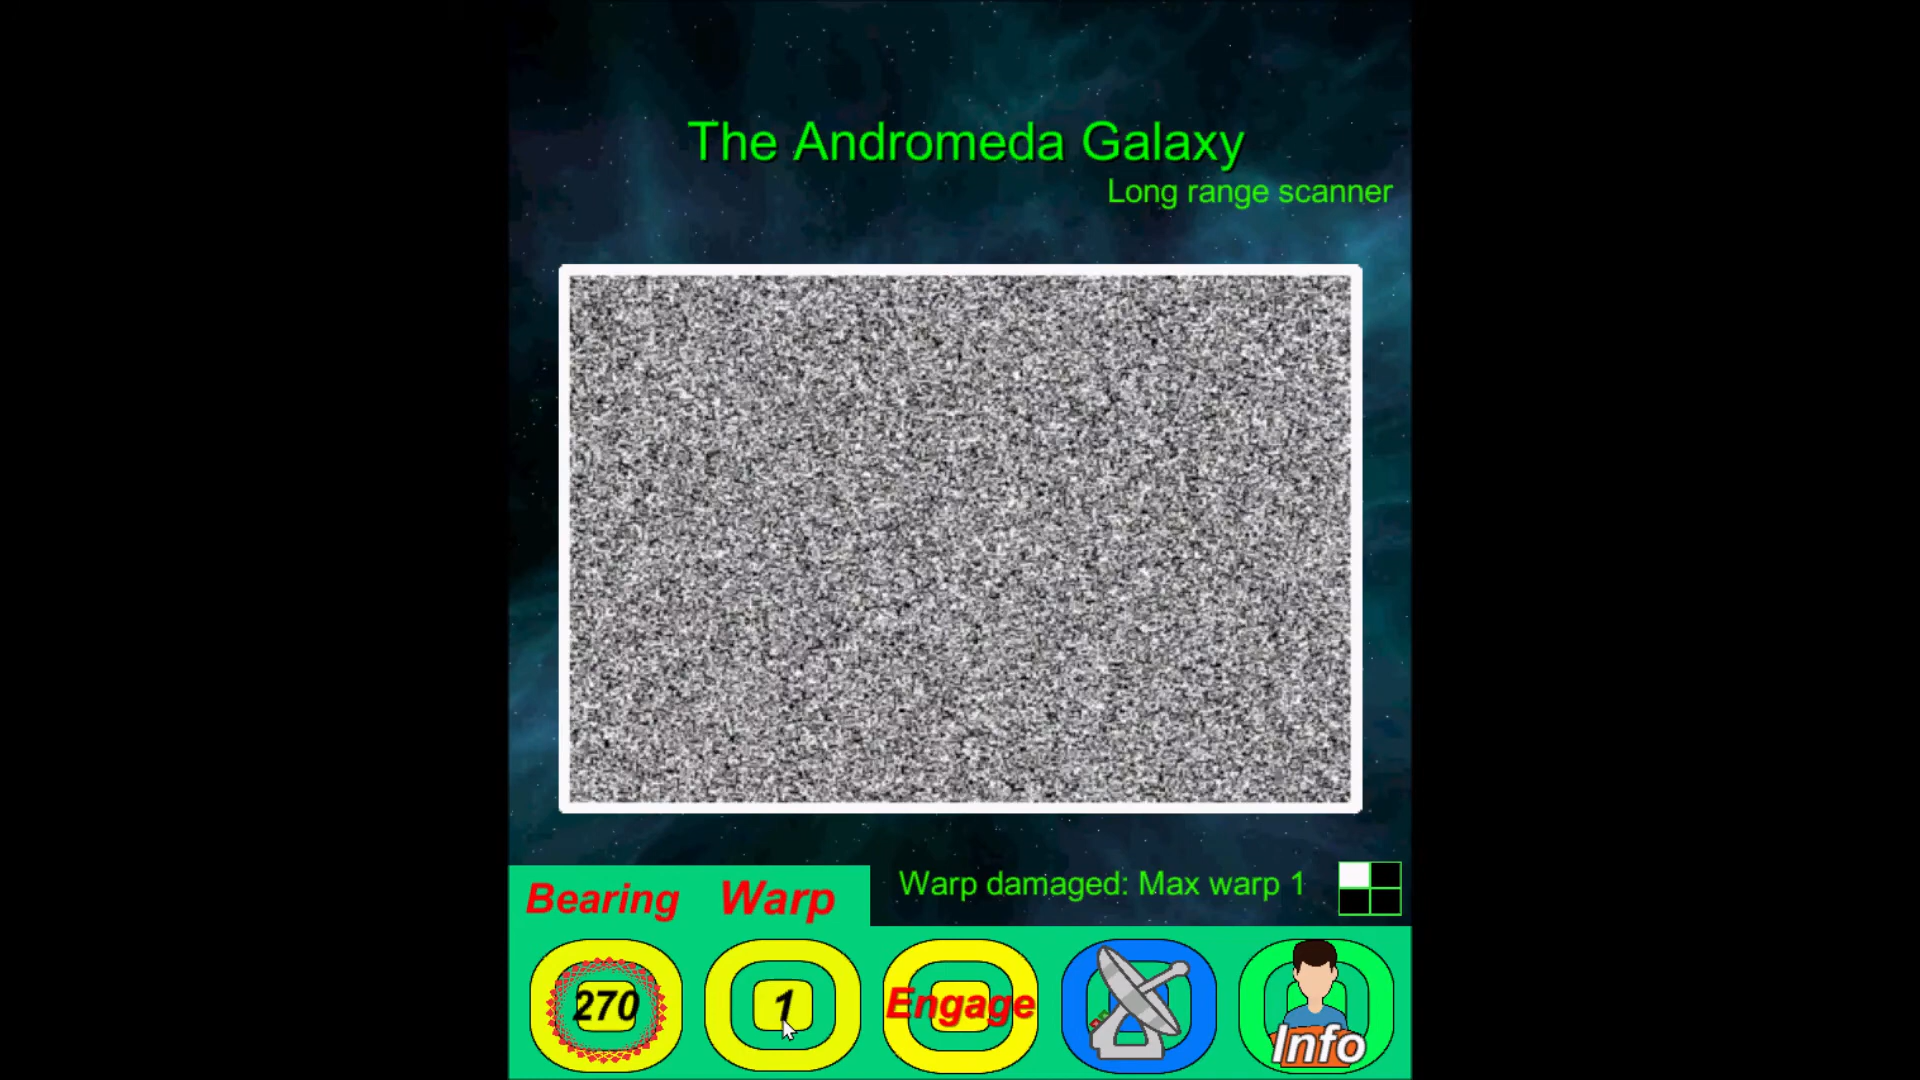 The Andromeda Galaxy
Long range scanner
Warp damaged: Max warp 1
Bearing Warp
270 1 Engage Info